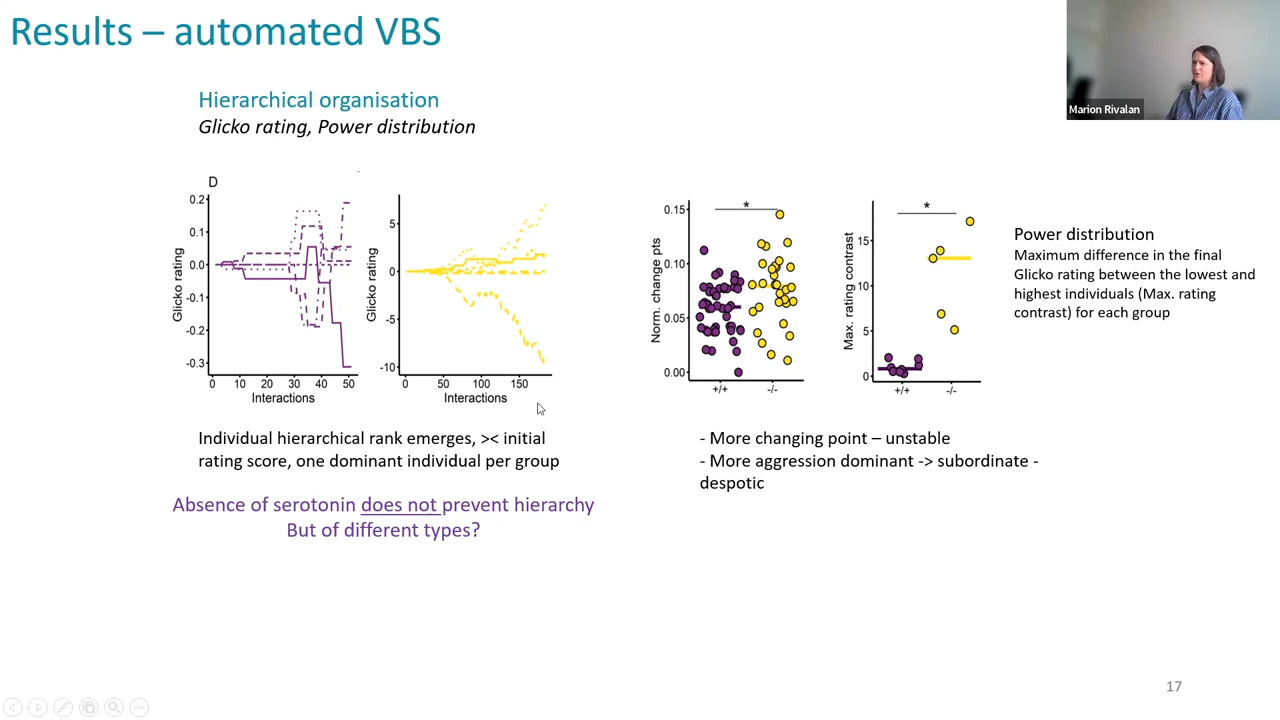 Results – automated VBS
Marion Rivalan
Hierarchical organisation
Glicko rating, Power distribution
D
Glicko rating
0.2
0.1
0.0
-0.1
-0.2
-0.3
0 10 20 30 40 50
Interactions
Glicko rating
5
0
-5
-10
0 50 100 150
Interactions
Norm. change pts
0.15
0.10
0.05
0.00
*
+/+ -/-
Max. rating contrast
15
10
5
0
*
+/+ -/-
Power distribution
Maximum difference in the final
Glicko rating between the lowest and
highest individuals (Max. rating
contrast) for each group
Individual hierarchical rank emerges, >< initial
rating score, one dominant individual per group
Absence of serotonin does not prevent hierarchy
But of different types?
- More changing point – unstable
- More aggression dominant -> subordinate -
despotic
17